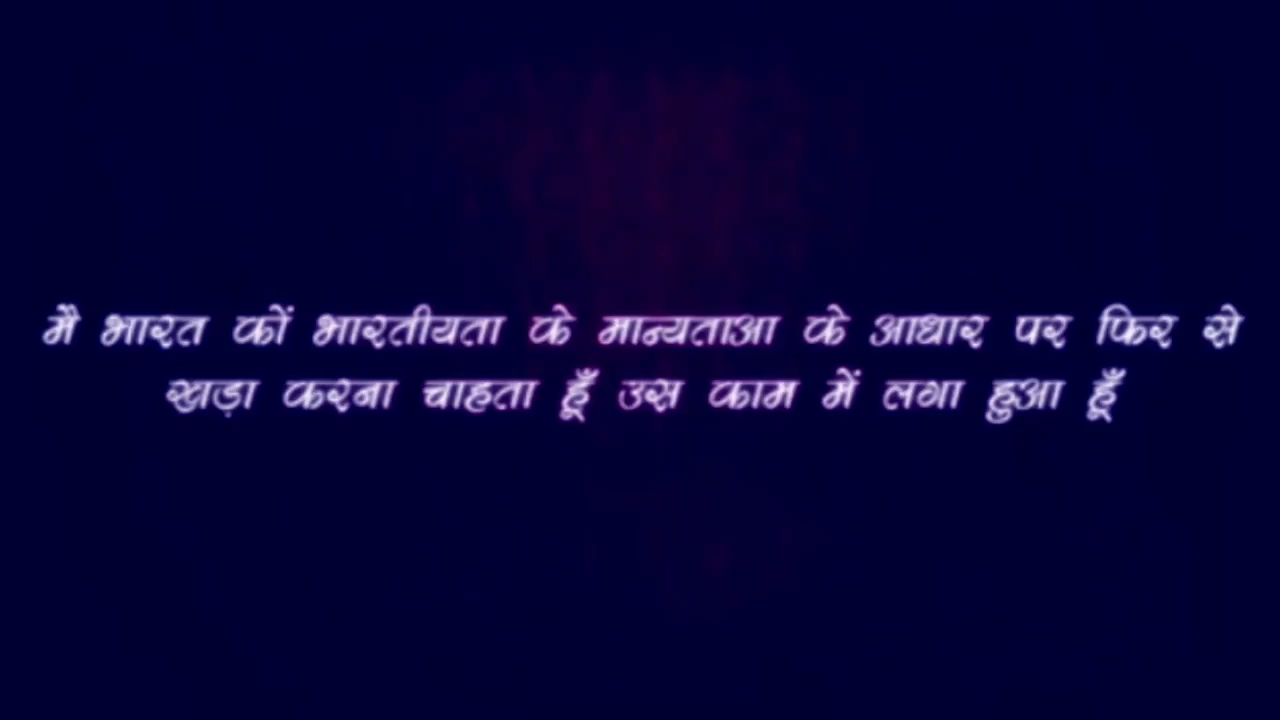 मै भारत कों भारतीयता के मान्यताआ के आधार पर फिर से
खड़ा करना चाहता हूँ उस काम में लगा हुआ हूँ